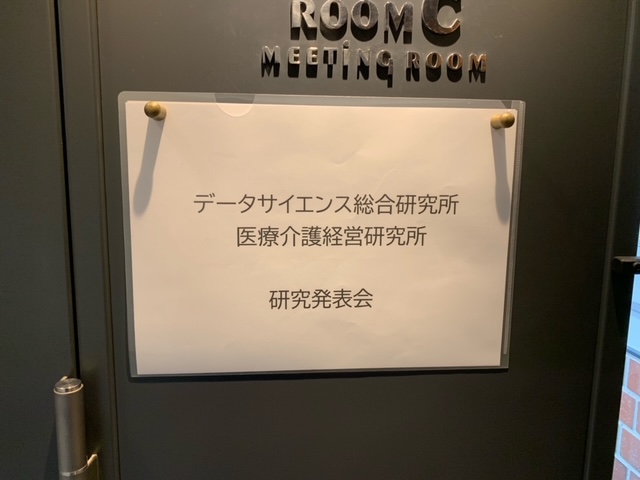 ROOM C
MEETING ROOM
データサイエンス総合研究所
医療介護経営研究所
研究発表会